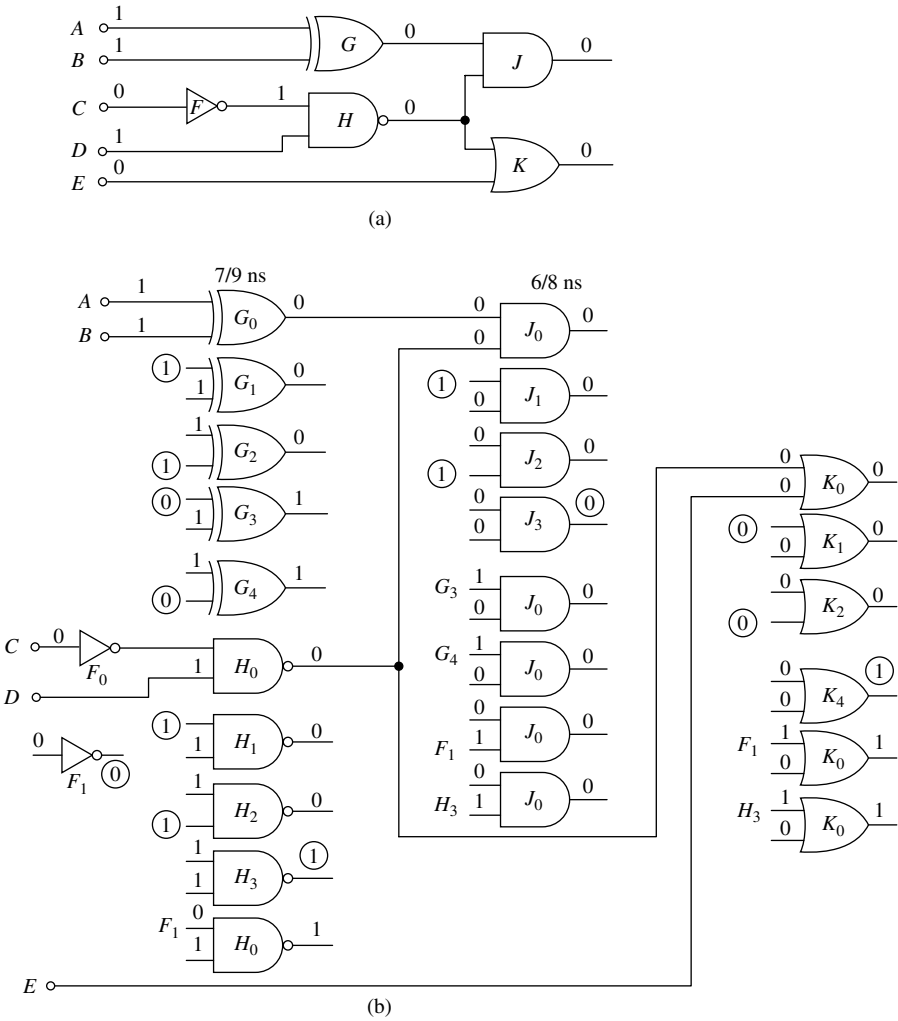 A 1
1 G 0
B
J 0
C 0 F 1 H 0
D 1
E 0 K 0
(a)
7/9 ns 6/8 ns
A 1 G0 0 0 J0 0
B 1 0
1 1 G1 0 1 0 J1 0
1 1 G2 0 0 1 J2 0
0 1 G3 1 0 0 J3 0
1 0 G4 1
0 0 K0 0
0 0 K1 0
0 0 K2 0
G3 1 0 J0 0
C 0 F0 1 H0 0
D
G4 1 0 J0 0
0 0 K4 1
0 F1 0
1 1 H1 0
0 F1 1 J0 0
F1 1 0 K0 1
1 1 H2 0
0 H3 1 J0 0
H3 1 0 K0 1
1 1 H3 1
F1 0 1 H0 1
E
(b)